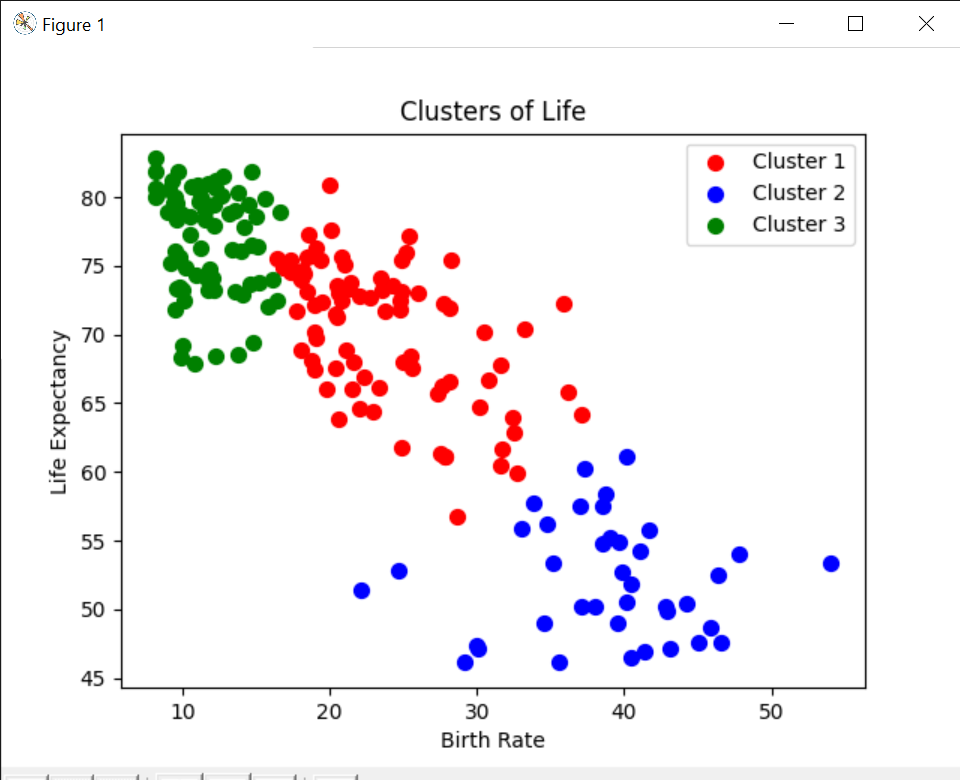 Figure 1
Clusters of Life
Cluster 1
Cluster 2
Cluster 3
80
75
70
65
60
55
50
45
Life Expectancy
10 20 30 40 50
Birth Rate